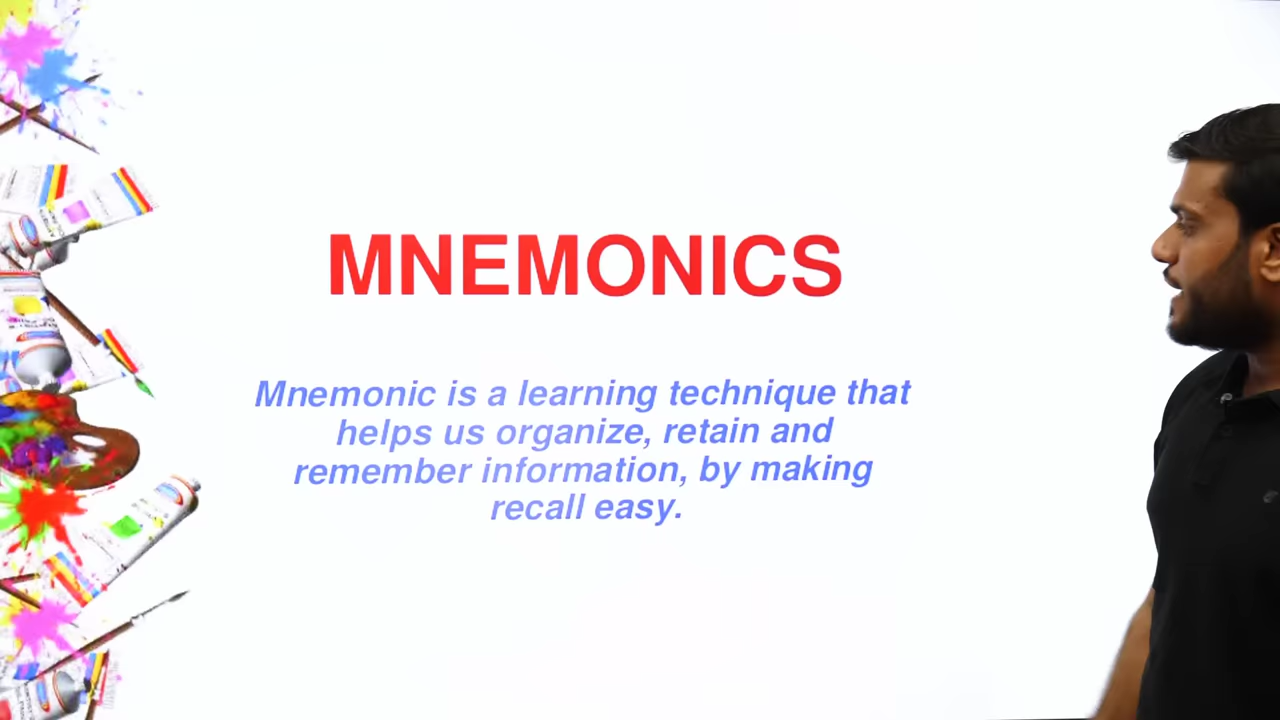 MNEMONICS
Mnemonic is a learning technique that
helps us organize, retain and
remember information, by making
recall easy.